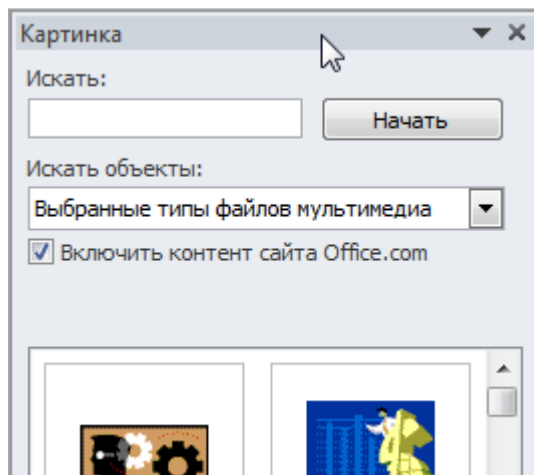 Картинка
Искать:
Начать
Искать объекты:
Выбранные типы файлов мультимедиа
Включить контент сайта Office.com